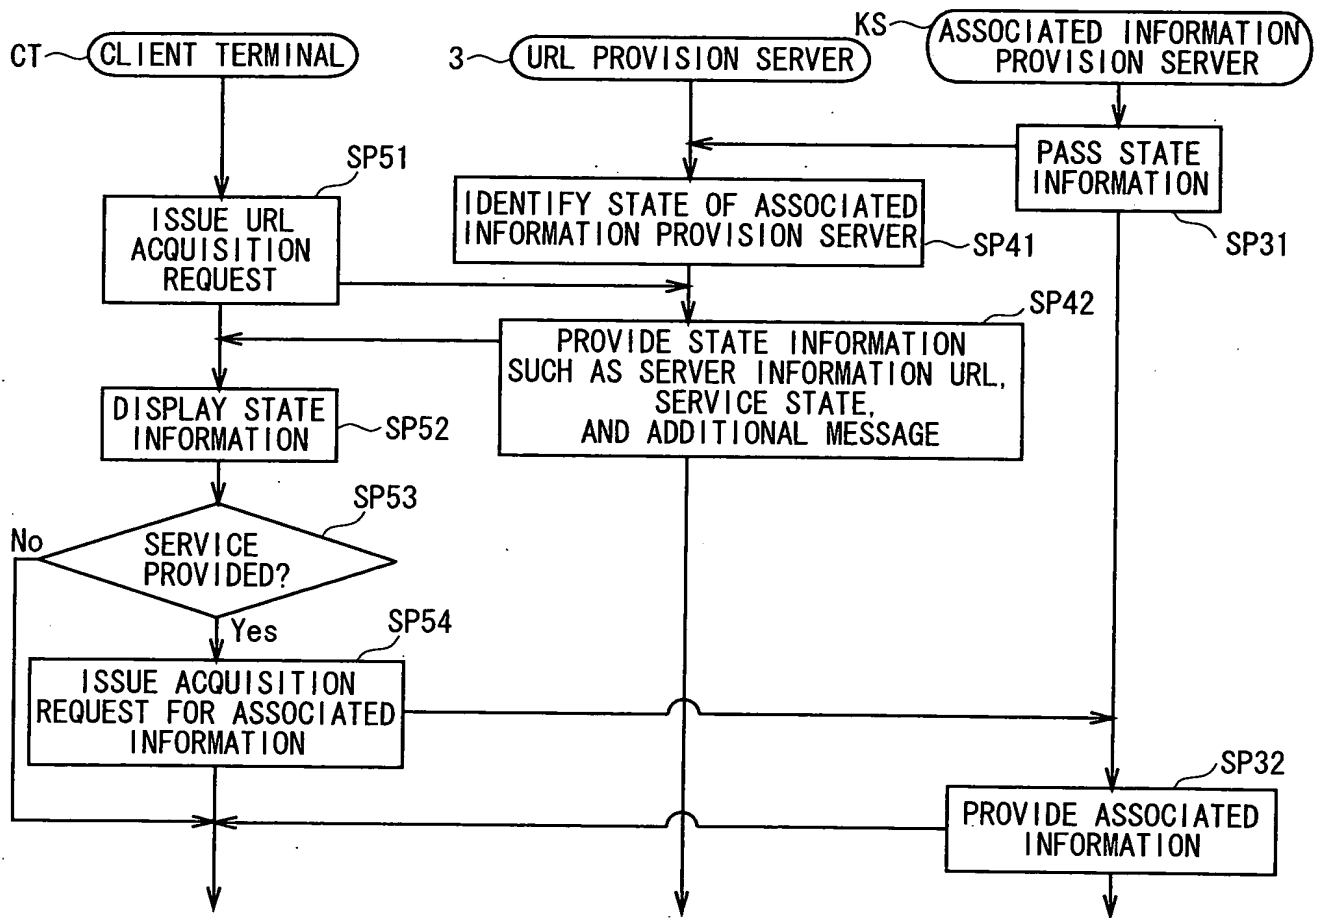 CT
CLIENT TERMINAL
3
URL PROVISION SERVER
KS
ASSOCIATED INFORMATION
PROVISION SERVER
SP51
ISSUE URL
ACQUISITION
REQUEST
IDENTIFY STATE OF ASSOCIATED
INFORMATION PROVISION SERVER
SP41
PASS STATE
INFORMATION
SP31
SP42
PROVIDE STATE INFORMATION
SUCH AS SERVER INFORMATION URL,
SERVICE STATE,
AND ADDITIONAL MESSAGE
DISPLAY STATE
INFORMATION
SP52
SP53
No
SERVICE
PROVIDED?
Yes
SP54
ISSUE ACQUISITION
REQUEST FOR ASSOCIATED
INFORMATION
SP32
PROVIDE ASSOCIATED
INFORMATION